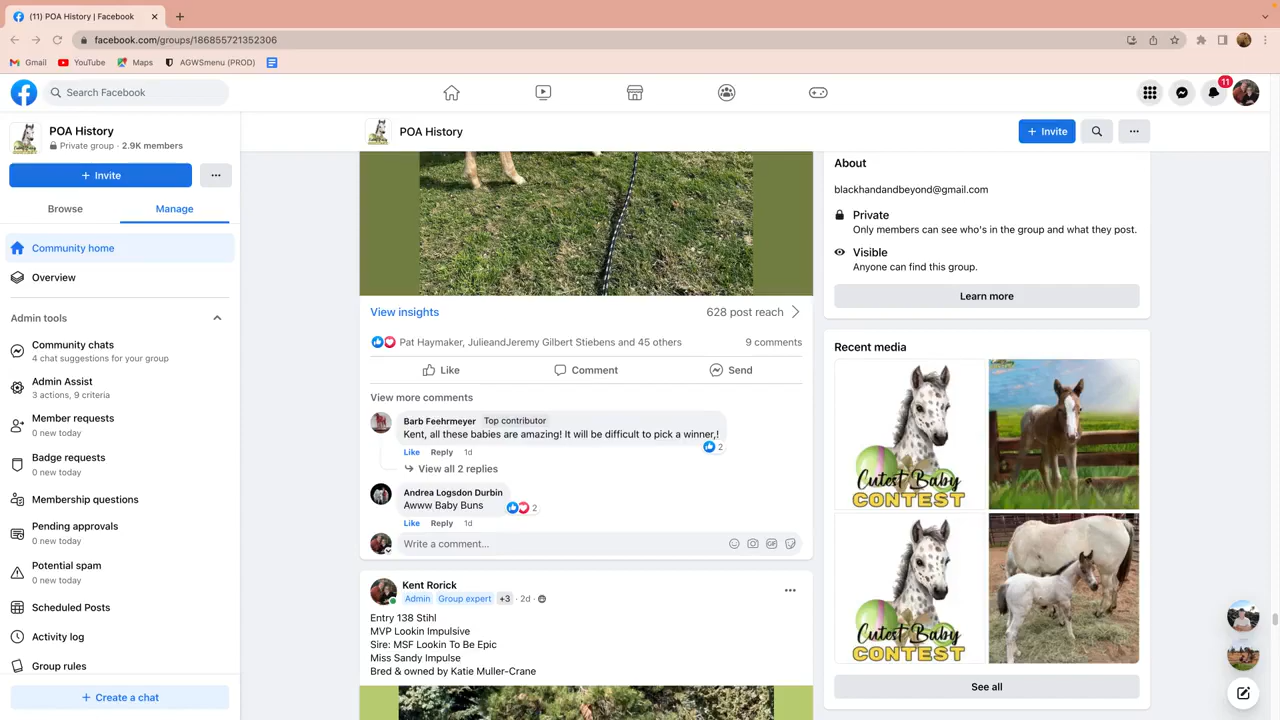 (11) POA History | Facebook
facebook.com/groups/186855721352306
Gmail YouTube Maps AGWSmenu (PROD)
Search Facebook
11
POA History
Private group · 2.9K members
+ Invite
Browse Manage
Community home
Overview
Admin tools
Community chats
4 chat suggestions for your group
Admin Assist
3 actions, 9 criteria
Member requests
0 new today
Badge requests
0 new today
Membership questions
Pending approvals
0 new today
Potential spam
0 new today
Scheduled Posts
Activity log
Group rules
+ Create a chat
POA History
+ Invite
View insights 628 post reach
Pat Haymaker, JulieandJeremy Gilbert Stiebens and 45 others 9 comments
Like Comment Send
View more comments
Barb Feehrmeyer Top contributor
Kent, all these babies are amazing! It will be difficult to pick a winner,!
2
Like Reply 1d
View all 2 replies
Andrea Logsdon Durbin
Awww Baby Buns
2
Like Reply 1d
Write a comment...
GIF
Kent Rorick
Admin Group expert +3 · 2d ·
Entry 138 Stihl
MVP Lookin Impulsive
Sire: MSF Lookin To Be Epic
Miss Sandy Impulse
Bred & owned by Katie Muller-Crane
About
blackhandandbeyond@gmail.com
Private
Only members can see who's in the group and what they post.
Visible
Anyone can find this group.
Learn more
Recent media
Cutest Baby
CONTEST
Cutest Baby
CONTEST
See all